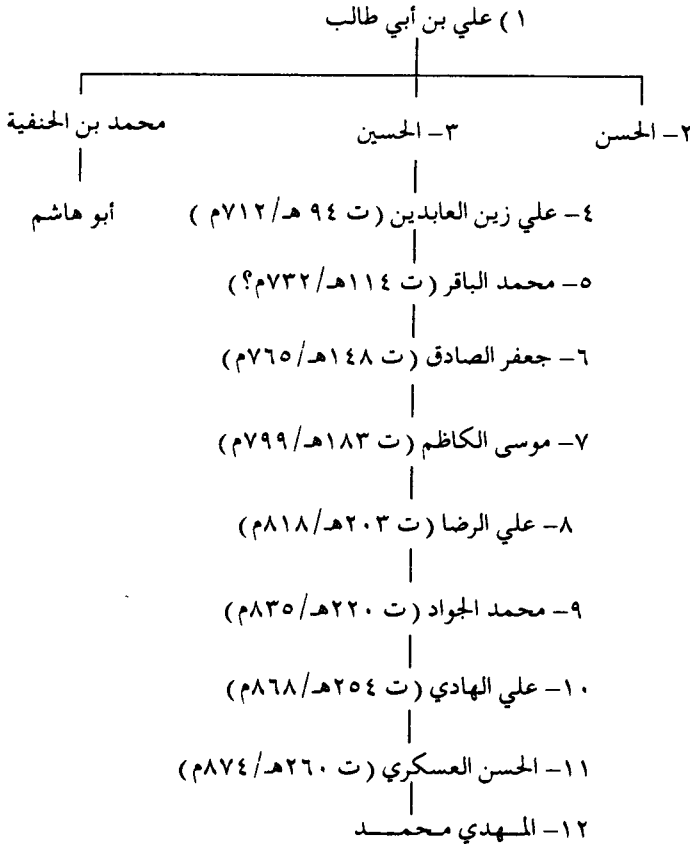 ١) علي بن أبي طالب
٢- الحسن ٣- الحسين محمد بن الحنفية
٤- علي زين العابدين (ت ٩٤ هـ/٧١٢م) أبو هاشم
٥- محمد الباقر (ت ١١٤هـ/٧٣٢م؟)
٦- جعفر الصادق (ت ١٤٨هـ/٧٦٥م)
٧- موسى الكاظم (ت ١٨٣هـ/٧٩٩م)
٨- علي الرضا (ت ٢٠٣هـ/٨١٨م)
٩- محمد الجواد (ت ٢٢٠هـ/٨٣٥م)
١٠- علي الهادي (ت ٢٥٤هـ/٨٦٨م)
١١- الحسن العسكري (ت ٢٦٠هـ/٨٧٤م)
١٢- المـهدي مـحمـــد